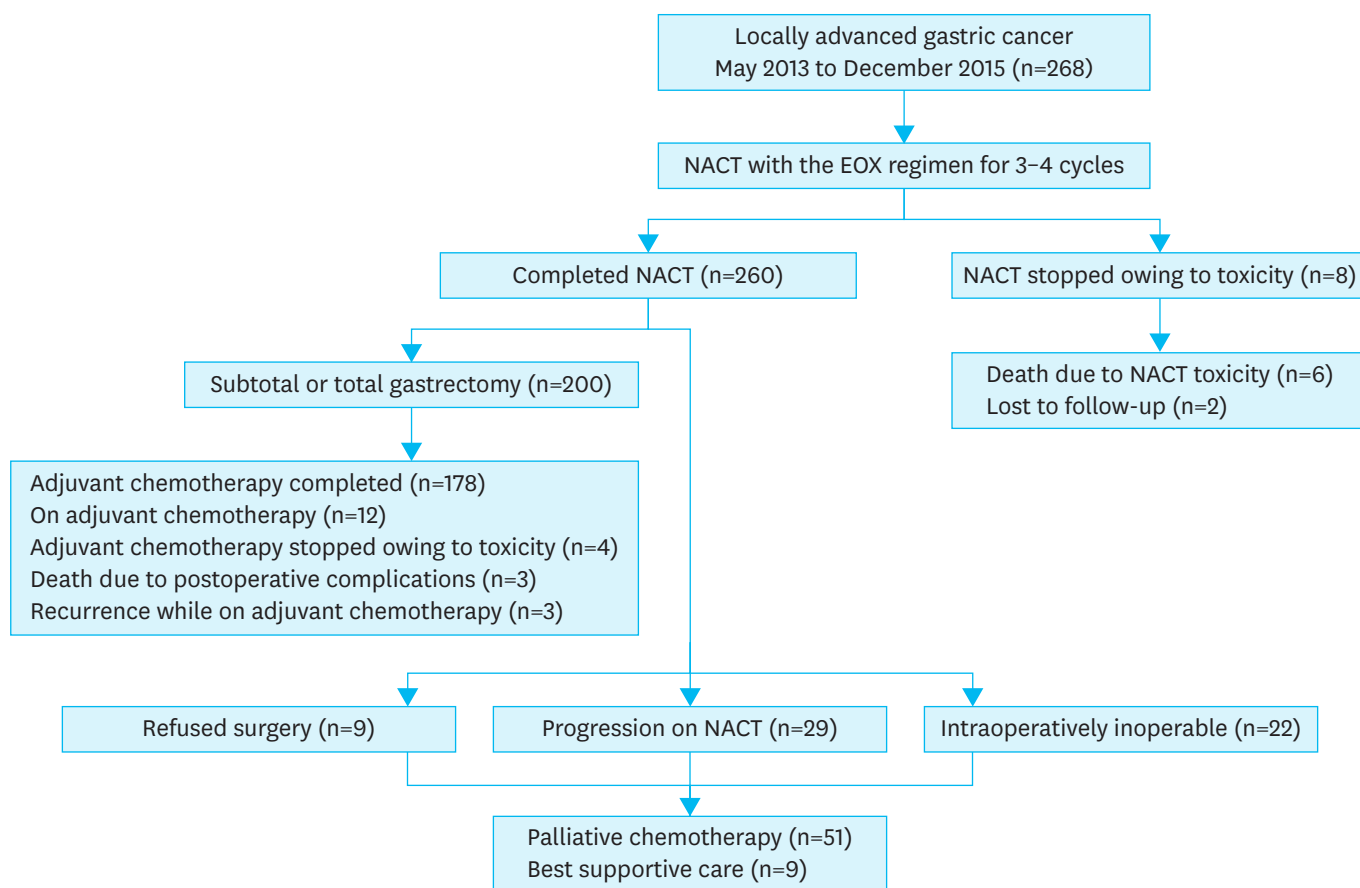 Locally advanced gastric cancer
May 2013 to December 2015 (n=268)
NACT with the EOX regimen for 3–4 cycles
Completed NACT (n=260)
NACT stopped owing to toxicity (n=8)
Subtotal or total gastrectomy (n=200)
Death due to NACT toxicity (n=6)
Lost to follow-up (n=2)
Adjuvant chemotherapy completed (n=178)
On adjuvant chemotherapy (n=12)
Adjuvant chemotherapy stopped owing to toxicity (n=4)
Death due to postoperative complications (n=3)
Recurrence while on adjuvant chemotherapy (n=3)
Refused surgery (n=9)
Progression on NACT (n=29)
Intraoperatively inoperable (n=22)
Palliative chemotherapy (n=51)
Best supportive care (n=9)